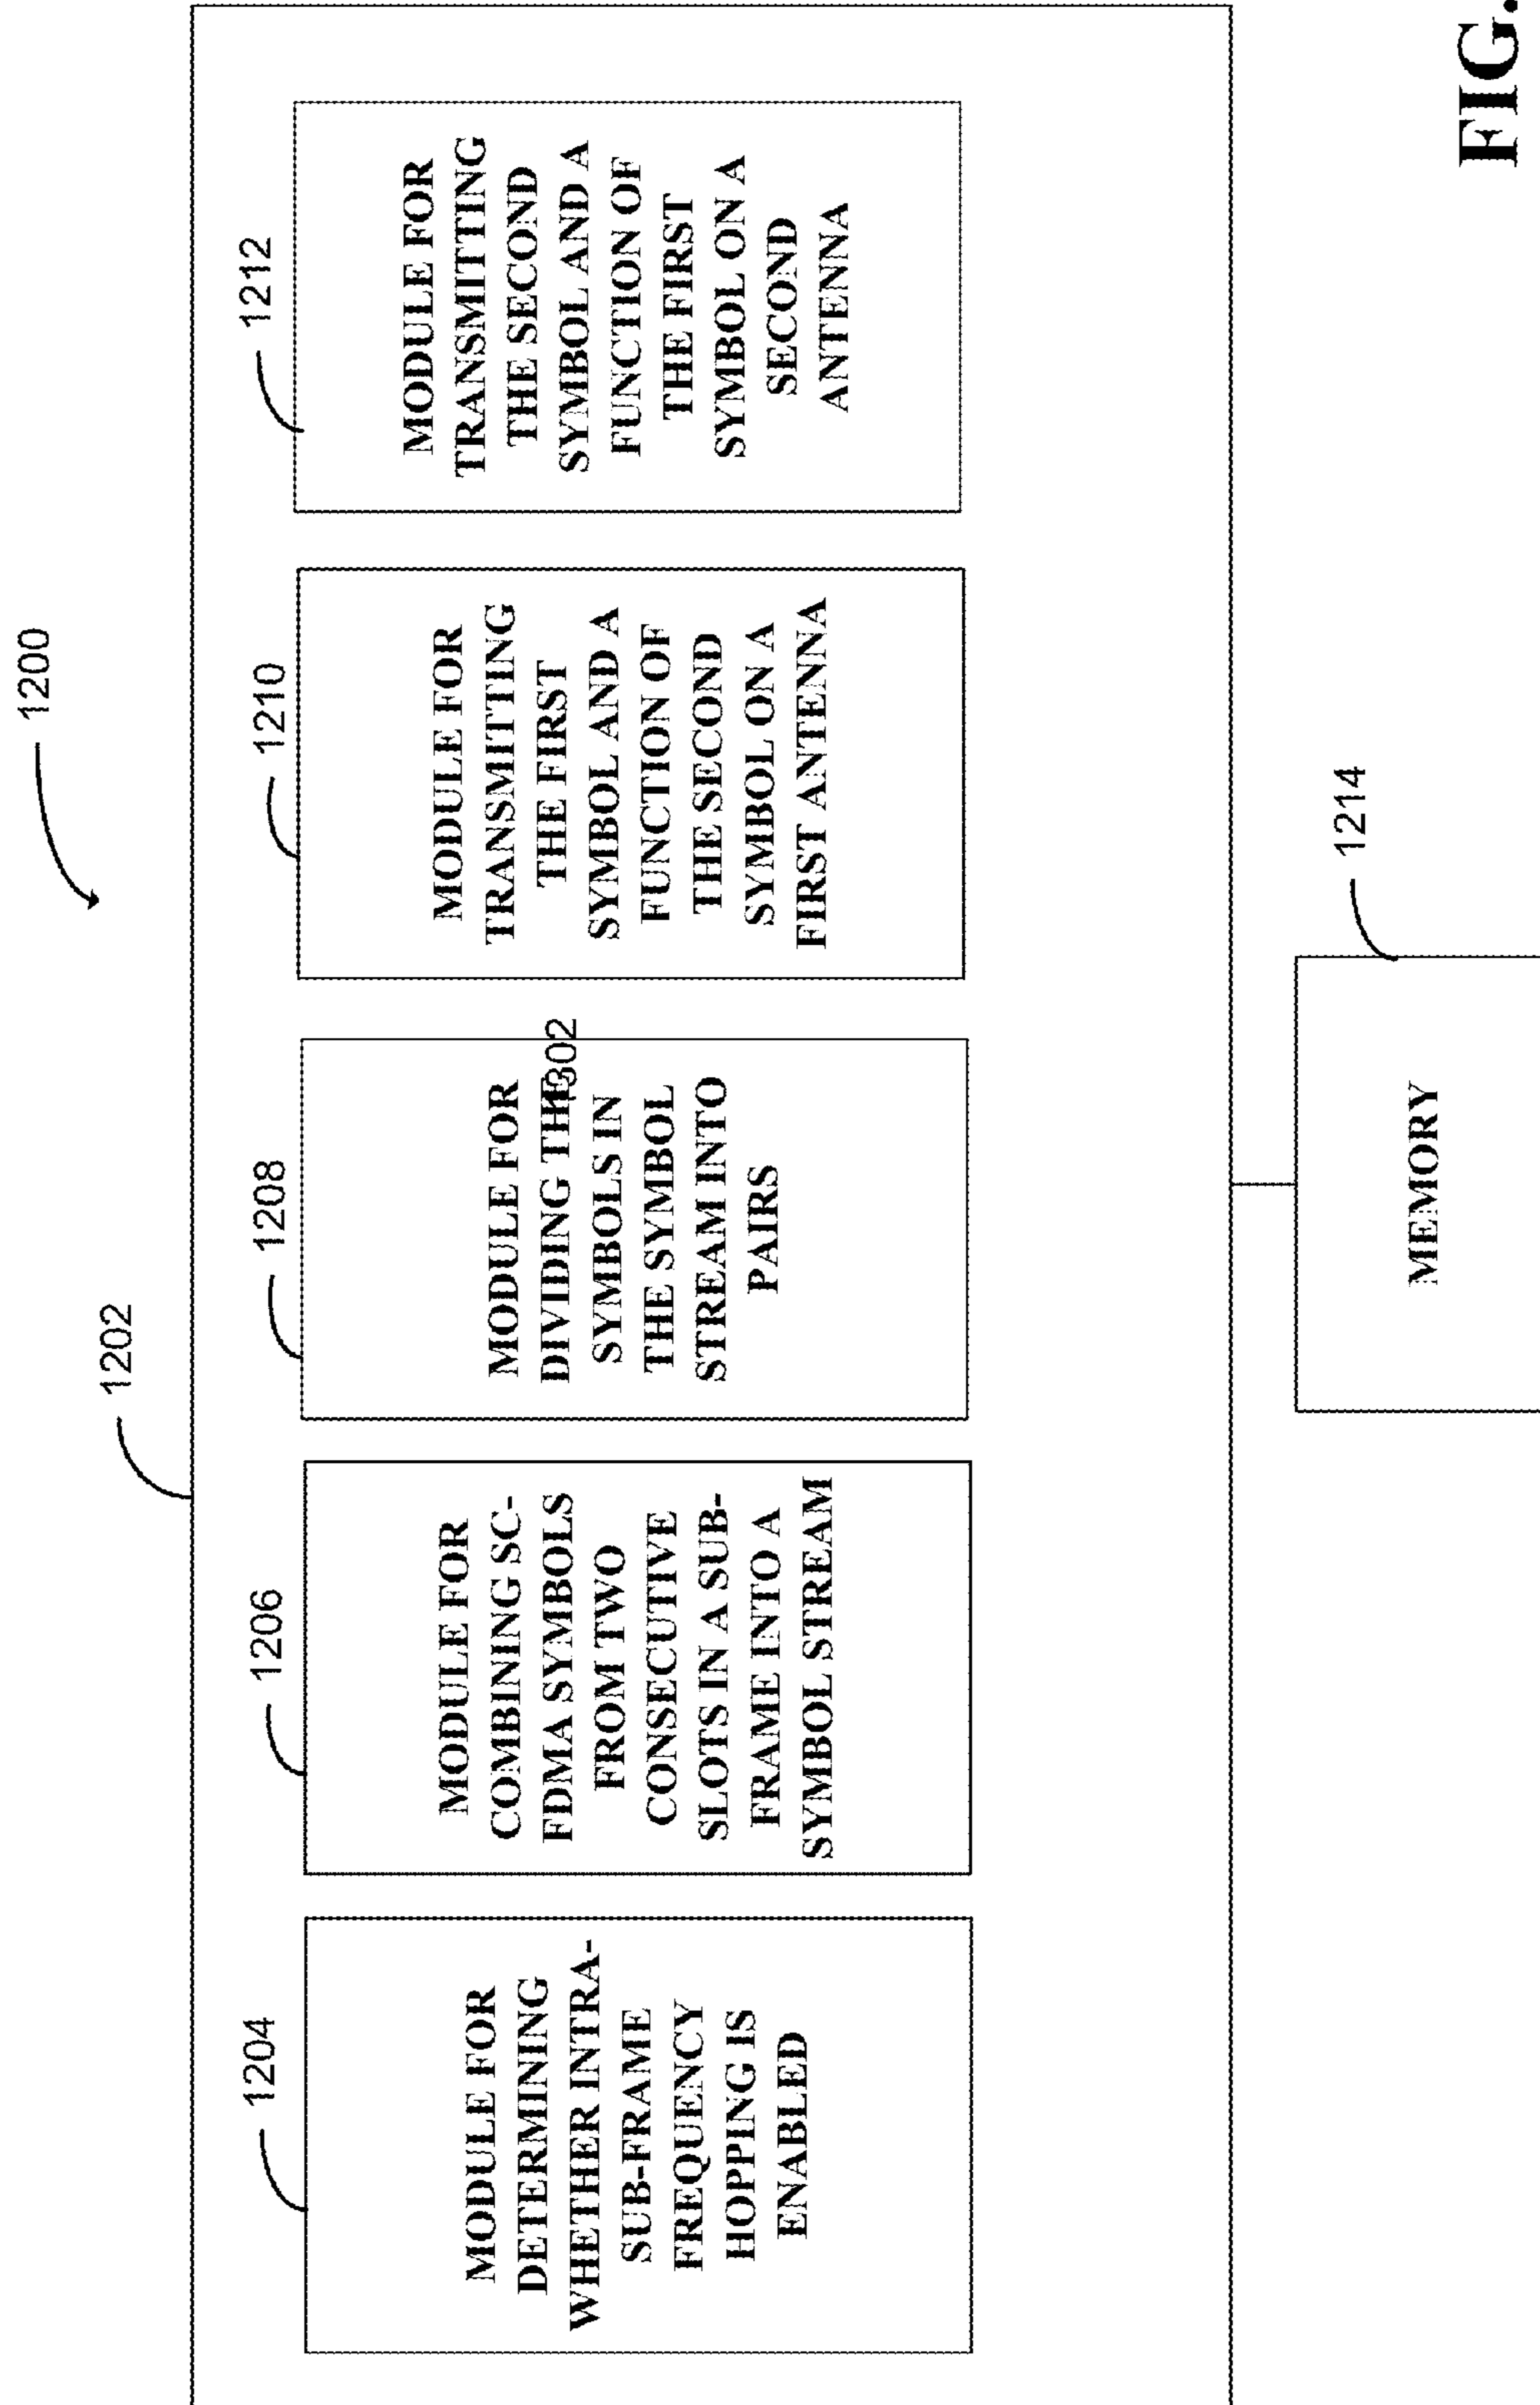 1200
1202
1204
MODULE FOR
DETERMINING
WHETHER INTRA-
SUB-FRAME
FREQUENCY
HOPPING IS
ENABLED
1206
MODULE FOR
COMBINING SC-
FDMA SYMBOLS
FROM TWO
CONSECUTIVE
SLOTS IN A SUB-
FRAME INTO A
SYMBOL STREAM
1208
MODULE FOR
DIVIDING THE
1302
SYMBOLS IN
THE SYMBOL
STREAM INTO
PAIRS
1210
MODULE FOR
TRANSMITTING
THE FIRST
SYMBOL AND A
FUNCTION OF
THE SECOND
SYMBOL ON A
FIRST ANTENNA
1212
MODULE FOR
TRANSMITTING
THE SECOND
SYMBOL AND A
FUNCTION OF
THE FIRST
SYMBOL ON A
SECOND
ANTENNA
1214
MEMORY
FIG.